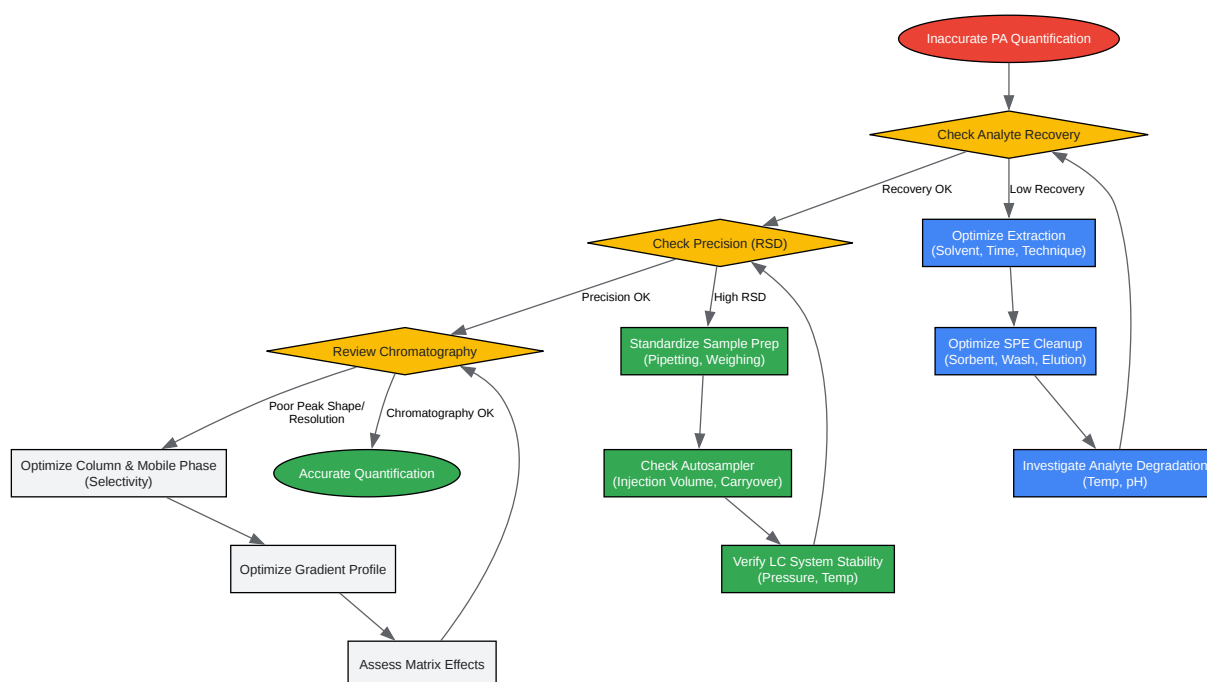 Inaccurate PA Quantification
Check Analyte Recovery
Recovery OK
Low Recovery
Check Precision (RSD)
Optimize Extraction
(Solvent, Time, Technique)
Precision OK
High RSD
Review Chromatography
Standardize Sample Prep
(Pipetting, Weighing)
Optimize SPE Cleanup
(Sorbent, Wash, Elution)
Poor Peak Shape/
Resolution
Chromatography OK
Optimize Column & Mobile Phase
(Selectivity)
Accurate Quantification
Check Autosampler
(Injection Volume, Carryover)
Investigate Analyte Degradation
(Temp, pH)
Optimize Gradient Profile
Verify LC System Stability
(Pressure, Temp)
Assess Matrix Effects